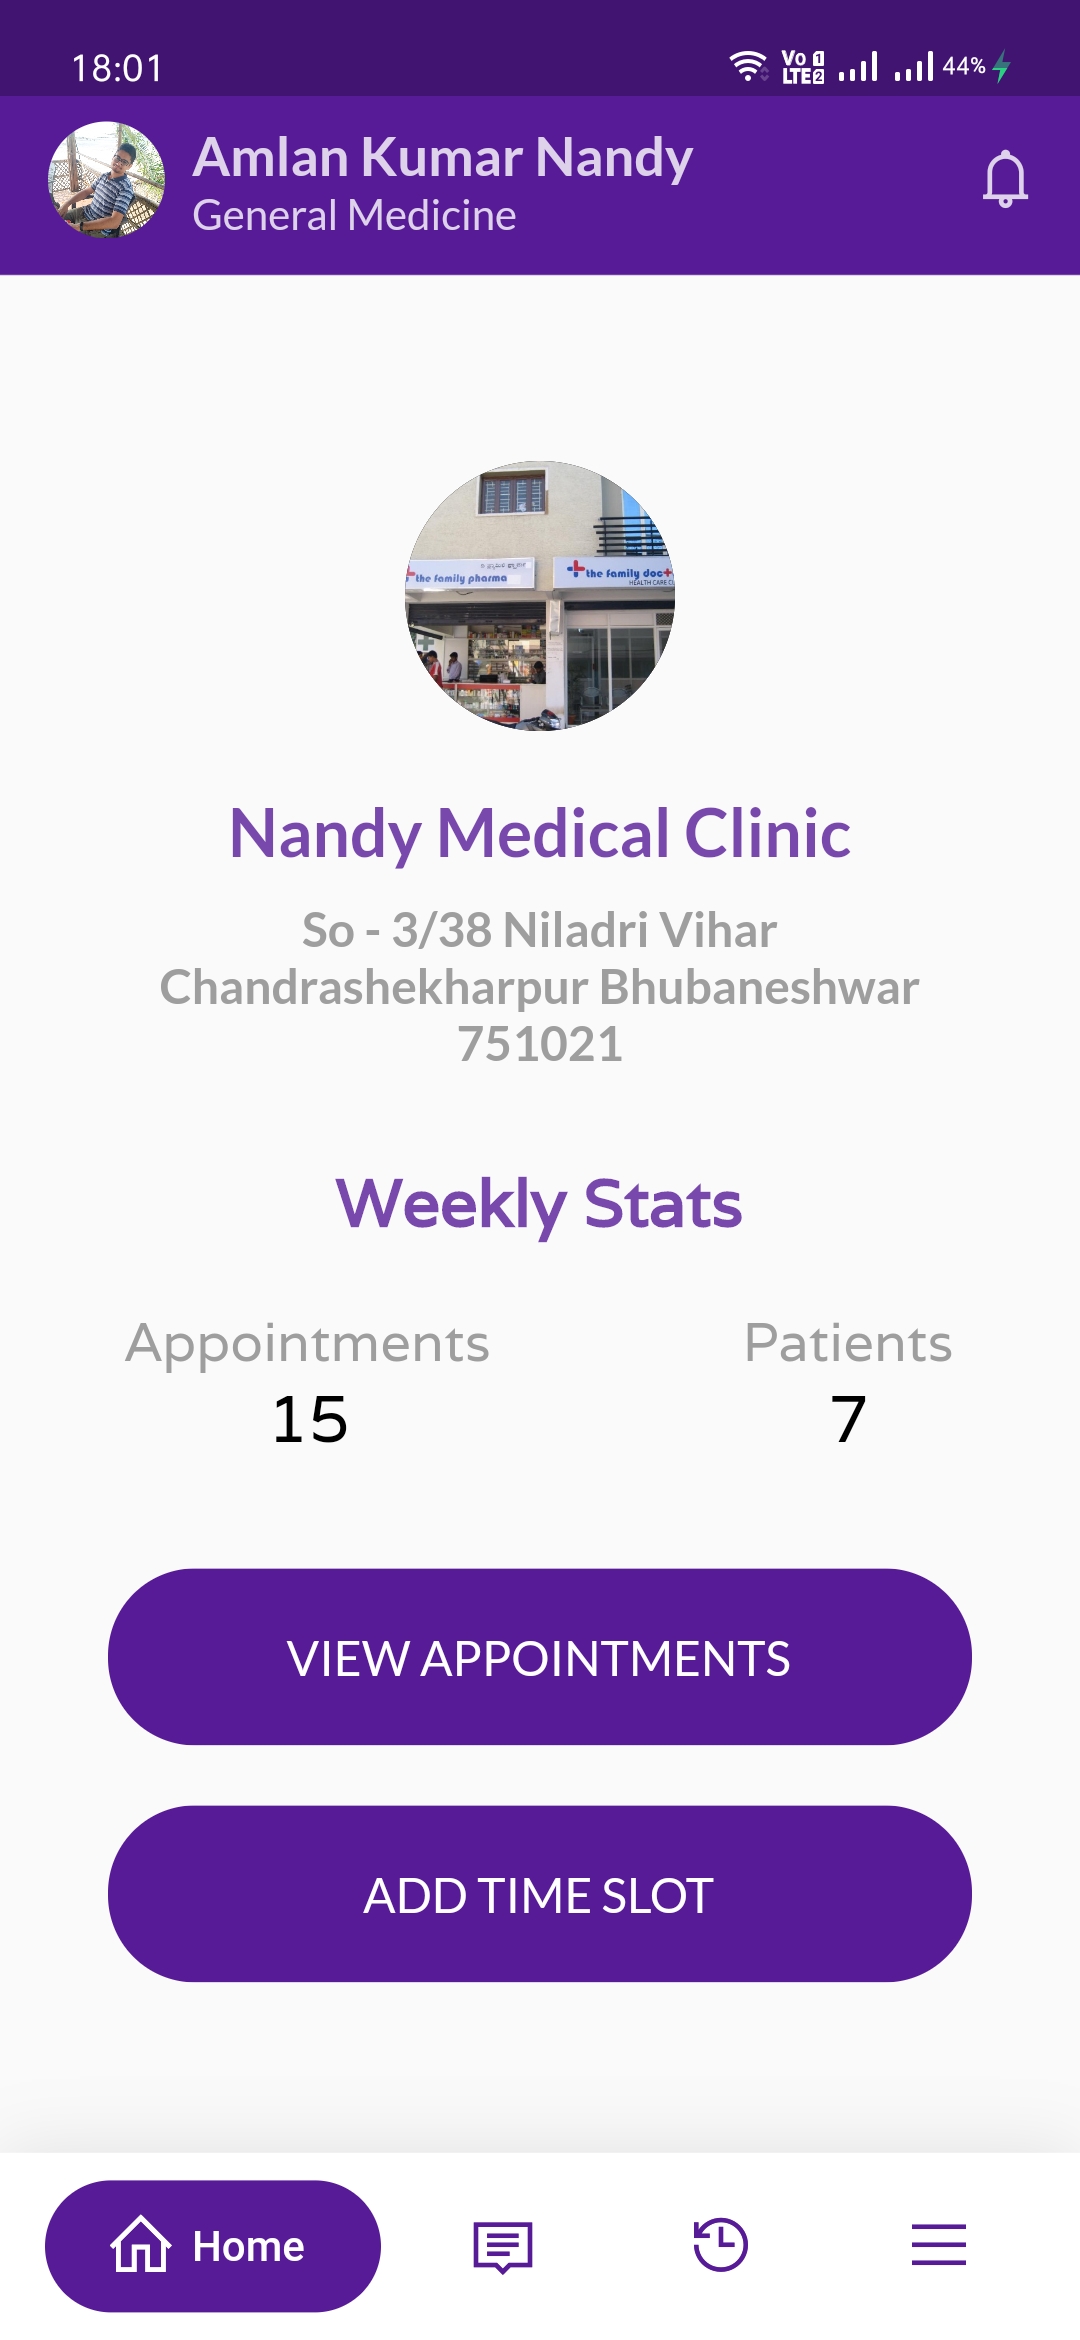 18:01
Vo 1
LTE 2
44%
Amlan Kumar Nandy
General Medicine
the family pharma
the family doc
HEALTH CARE
Nandy Medical Clinic
So - 3/38 Niladri Vihar
Chandrashekharpur Bhubaneshwar
751021
Weekly Stats
Appointments
Patients
15
7
VIEW APPOINTMENTS
ADD TIME SLOT
Home